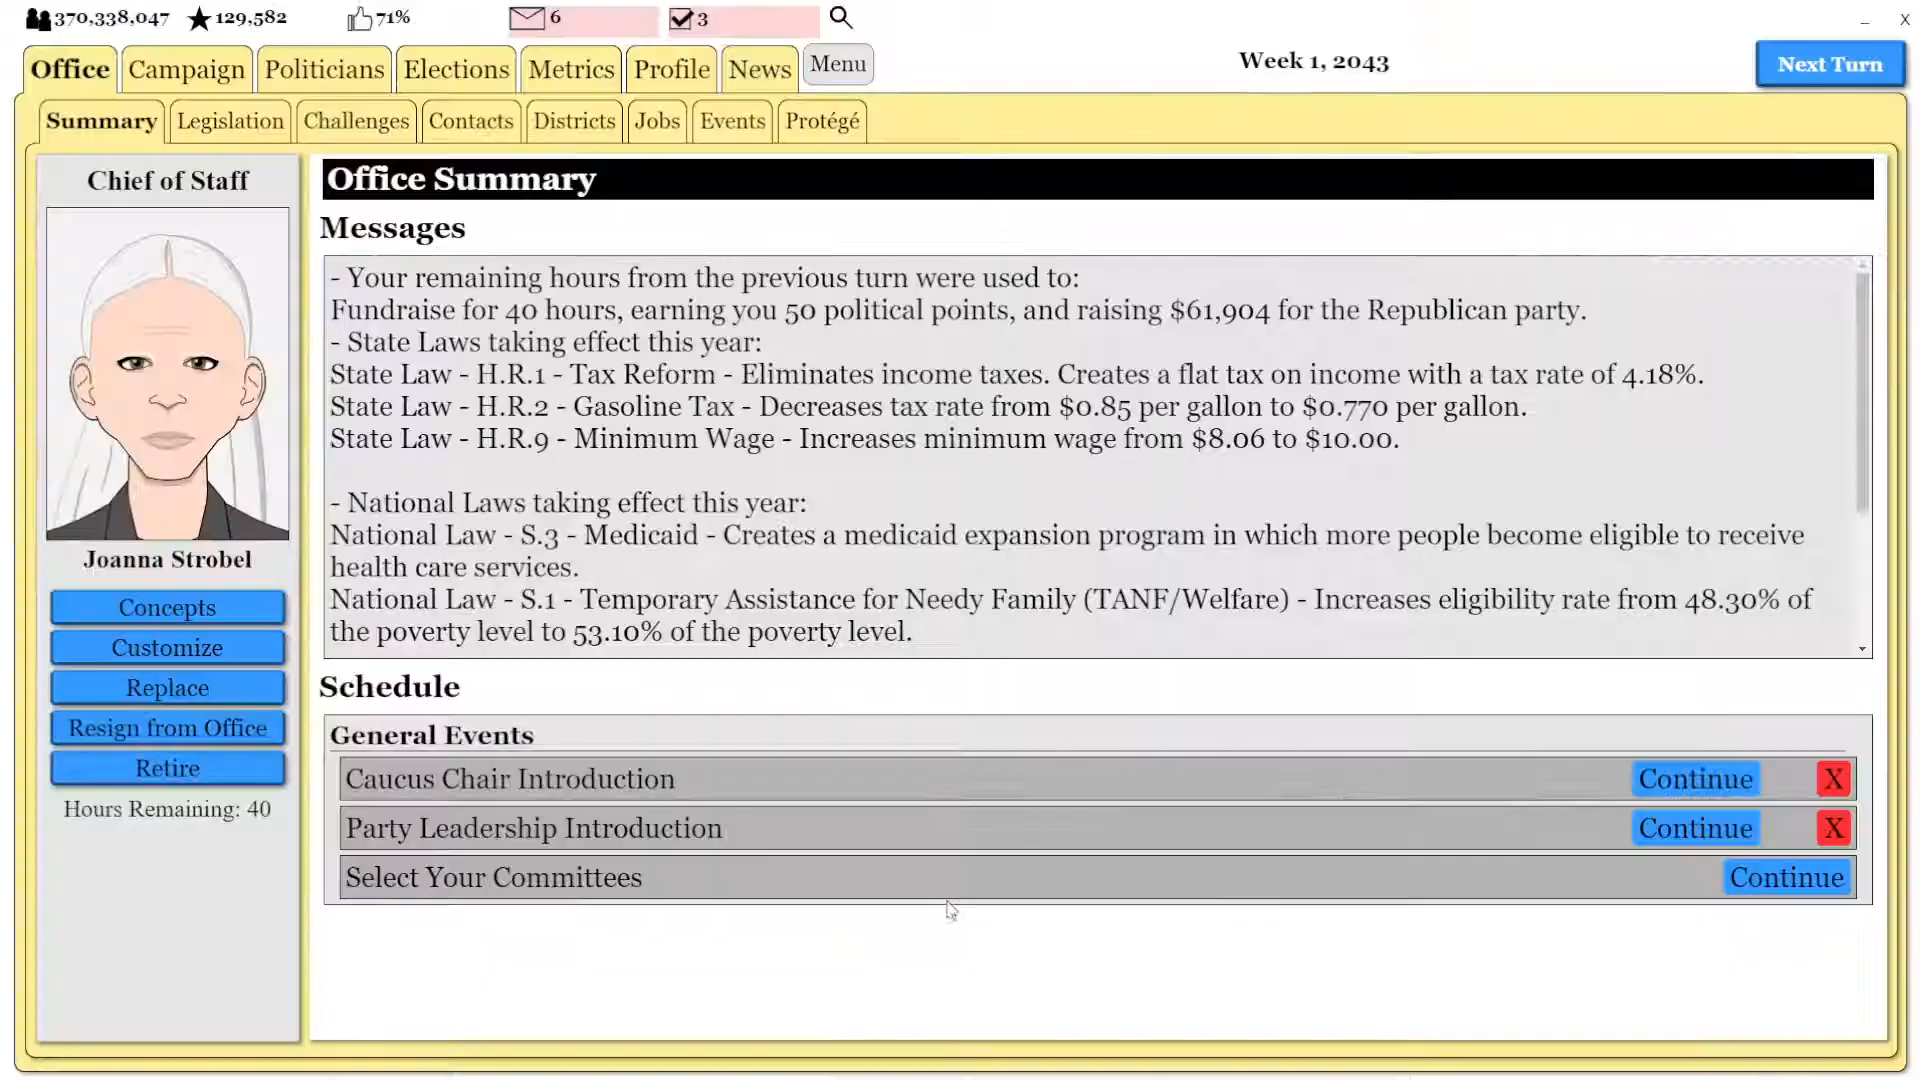 370,338,047 129,582 71% 6 3
X
Office Campaign Politicians Elections Metrics Profile News Menu
Week 1, 2043
Next Turn
Summary Legislation Challenges Contacts Districts Jobs Events Protégé
Chief of Staff
Joanna Strobel
Concepts
Customize
Replace
Resign from Office
Retire
Hours Remaining: 40
Office Summary
Messages
- Your remaining hours from the previous turn were used to:
Fundraise for 40 hours, earning you 50 political points, and raising $61,904 for the Republican party.
- State Laws taking effect this year:
State Law - H.R.1 - Tax Reform - Eliminates income taxes. Creates a flat tax on income with a tax rate of 4.18%.
State Law - H.R.2 - Gasoline Tax - Decreases tax rate from $0.85 per gallon to $0.770 per gallon.
State Law - H.R.9 - Minimum Wage - Increases minimum wage from $8.06 to $10.00.
- National Laws taking effect this year:
National Law - S.3 - Medicaid - Creates a medicaid expansion program in which more people become eligible to receive
health care services.
National Law - S.1 - Temporary Assistance for Needy Family (TANF/Welfare) - Increases eligibility rate from 48.30% of
the poverty level to 53.10% of the poverty level.
Schedule
General Events
Caucus Chair Introduction Continue X
Party Leadership Introduction Continue X
Select Your Committees Continue